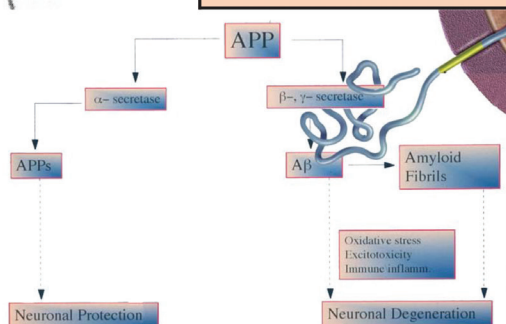 APP
α– secretase
β–, γ– secretase
APPs
Aβ
Amyloid
Fibrils
Oxidative stress
Excitotoxicity
Immune inflamm.
Neuronal Protection
Neuronal Degeneration